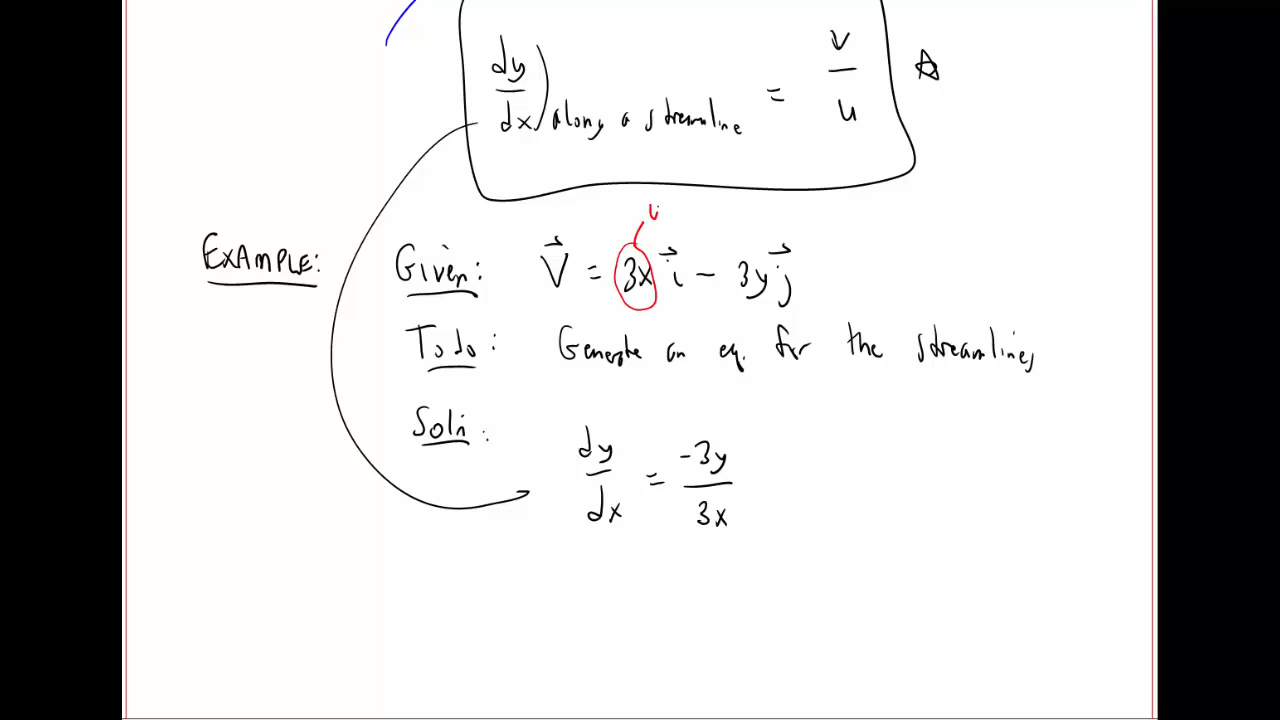 dy/dx) along a streamline = v/u
u
EXAMPLE: Given: V⃗ = 3x i⃗ − 3y j⃗
To do: Generate an eq. for the streamlines
Soln:
dy/dx = -3y/3x